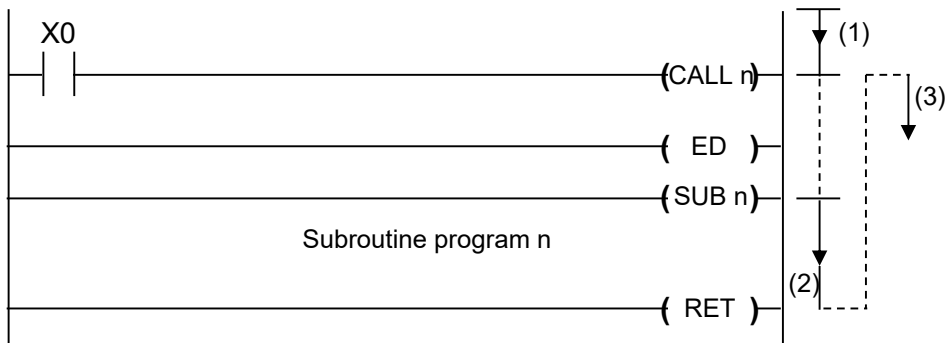 X0
(CALL n) (1)
(3)
( ED )
(SUB n)
Subroutine program n
(2)
( RET )